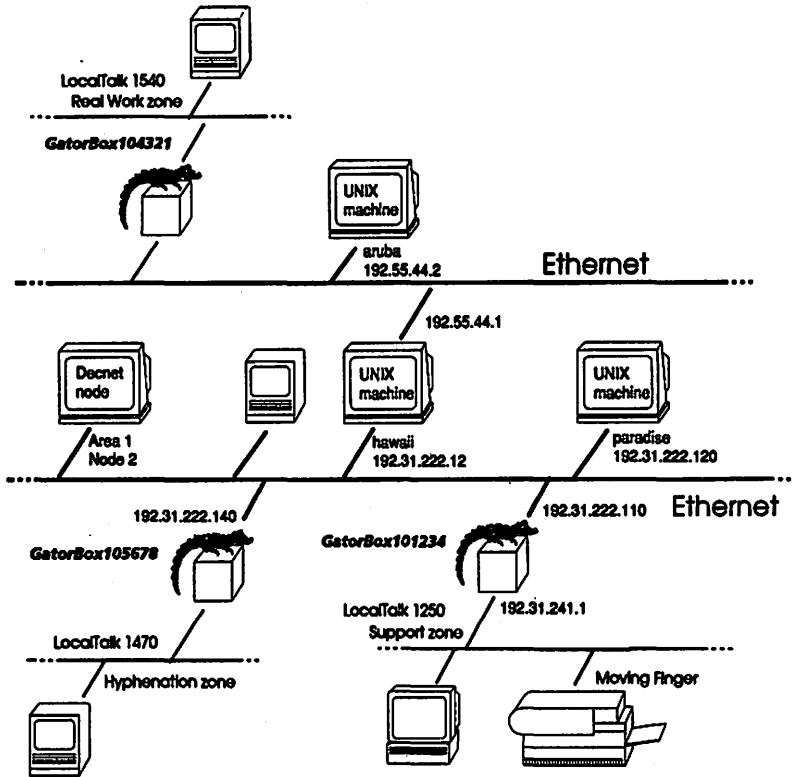 LocalTalk 1540
Real Work zone
GatorBox104321
UNIX
machine
aruba
192.55.44.2
Ethernet
192.55.44.1
Decnet
node
UNIX
machine
UNIX
machine
Area 1
Node 2
hawaii
192.31.222.12
paradise
192.31.222.120
192.31.222.140
192.31.222.110
Ethernet
GatorBox105678
GatorBox101234
LocalTalk 1250
Support zone
192.31.241.1
LocalTalk 1470
Hyphenation zone
Moving Finger